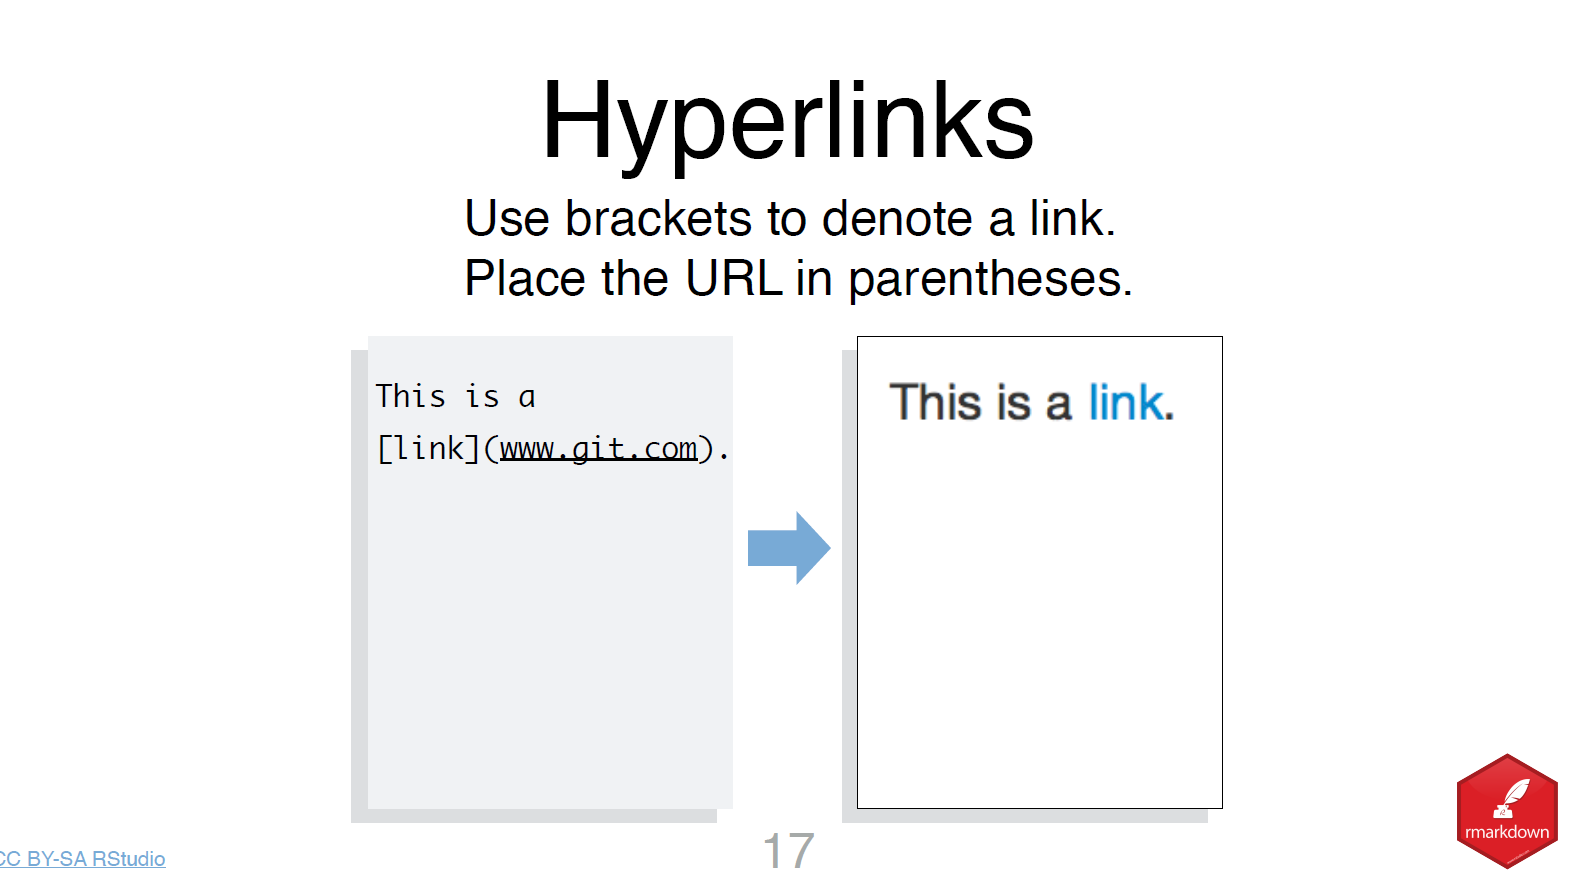 Hyperlinks
Use brackets to denote a link.
Place the URL in parentheses.
This is a
[link](www.git.com).
This is a link.
rmarkdown
CC BY-SA RStudio
17